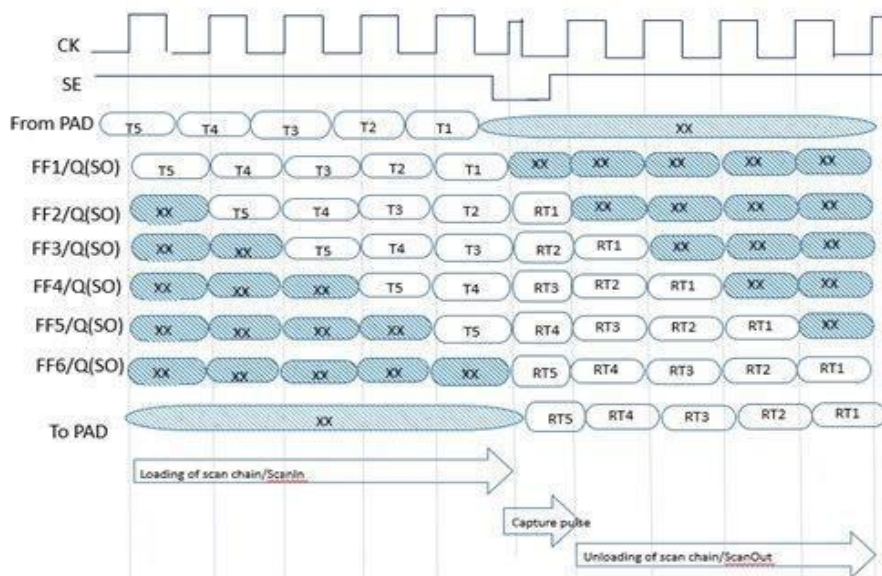 CK
SE
From PAD T5 T4 T3 T2 T1 XX
FF1/Q(SO) T5 T4 T3 T2 T1 XX XX XX XX XX
FF2/Q(SO) XX T5 T4 T3 T2 RT1 XX XX XX XX
FF3/Q(SO) XX XX T5 T4 T3 RT2 RT1 XX XX XX
FF4/Q(SO) XX XX XX T5 T4 RT3 RT2 RT1 XX XX
FF5/Q(SO) XX XX XX XX T5 RT4 RT3 RT2 RT1 XX
FF6/Q(SO) XX XX XX XX XX RT5 RT4 RT3 RT2 RT1
To PAD XX RT5 RT4 RT3 RT2 RT1
Loading of scan chain/ScanIn
Capture pulse
Unloading of scan chain/ScanOut